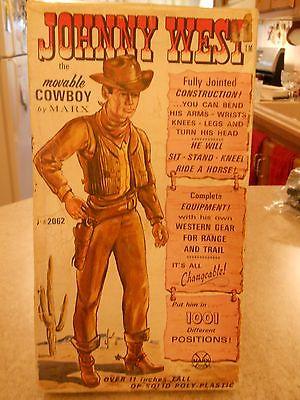 JOHNNY WEST TM
the
movable
COWBOY
by MARX
Fully Jointed
CONSTRUCTION!
...YOU CAN BEND
HIS ARMS - WRISTS
KNEES - LEGS AND
TURN HIS HEAD
HE WILL
SIT - STAND - KNEEL
RIDE A HORSE!
# 2062
Complete
EQUIPMENT!
with his own
WESTERN GEAR
FOR RANGE
AND TRAIL
IT'S ALL
Changeable!
Put him in...
1001
Different
POSITIONS!
MARX
OVER 11 inches TALL
OF SOLID POLY-PLASTIC